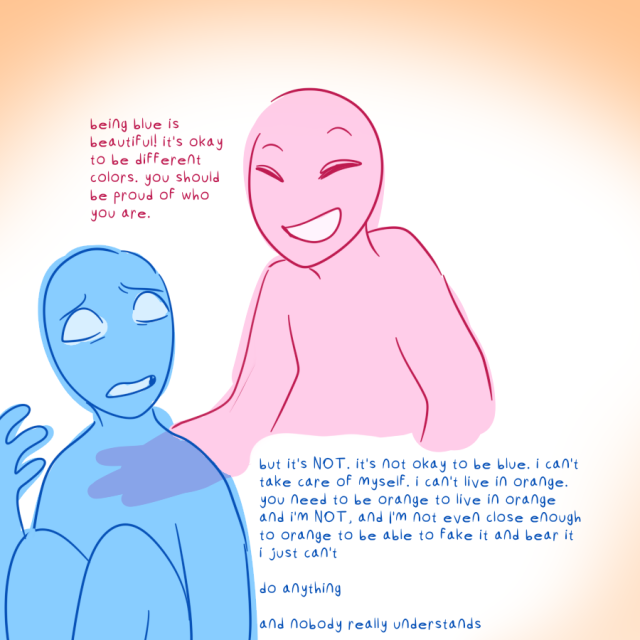 being blue is
beautiful! it's okay
to be different
colors. you should
be proud of who
you are.
but it's NOT. it's not okay to be blue. i can't
take care of myself. i can't live in orange.
you need to be orange to live in orange
and i'm NOT, and I'm not even close enough
to orange to be able to fake it and bear it
i just can't
do anything
and nobody really understands